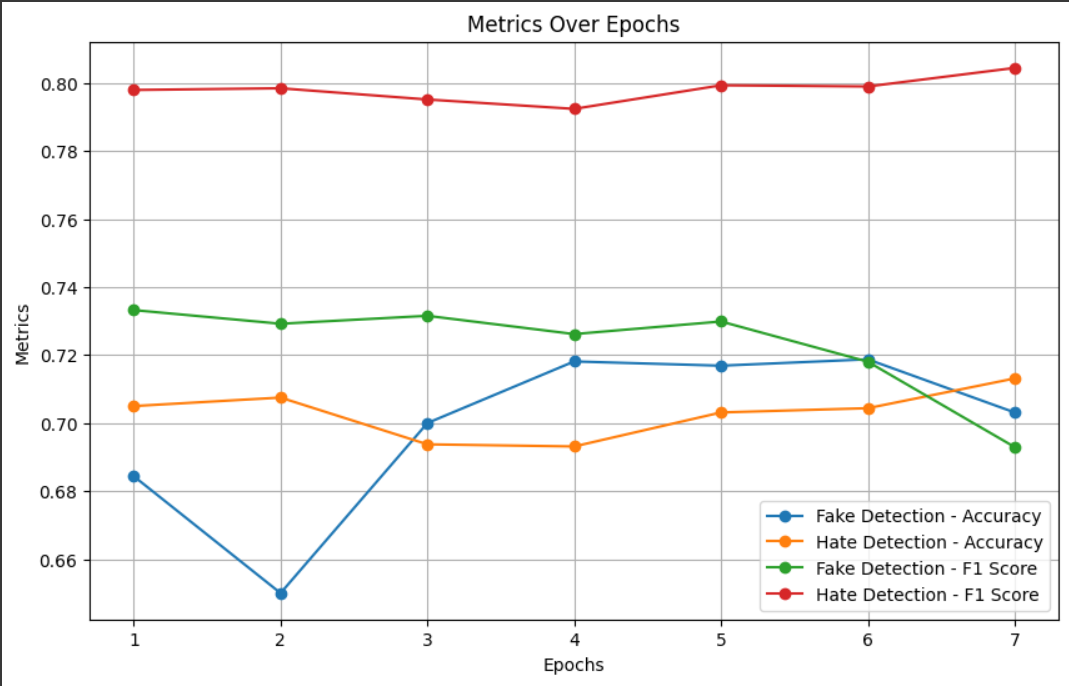 Metrics Over Epochs
0.80
0.78
0.76
0.74
0.72
0.70
0.68
0.66
Metrics
Fake Detection - Accuracy
Hate Detection - Accuracy
Fake Detection - F1 Score
Hate Detection - F1 Score
1 2 3 4 5 6 7
Epochs